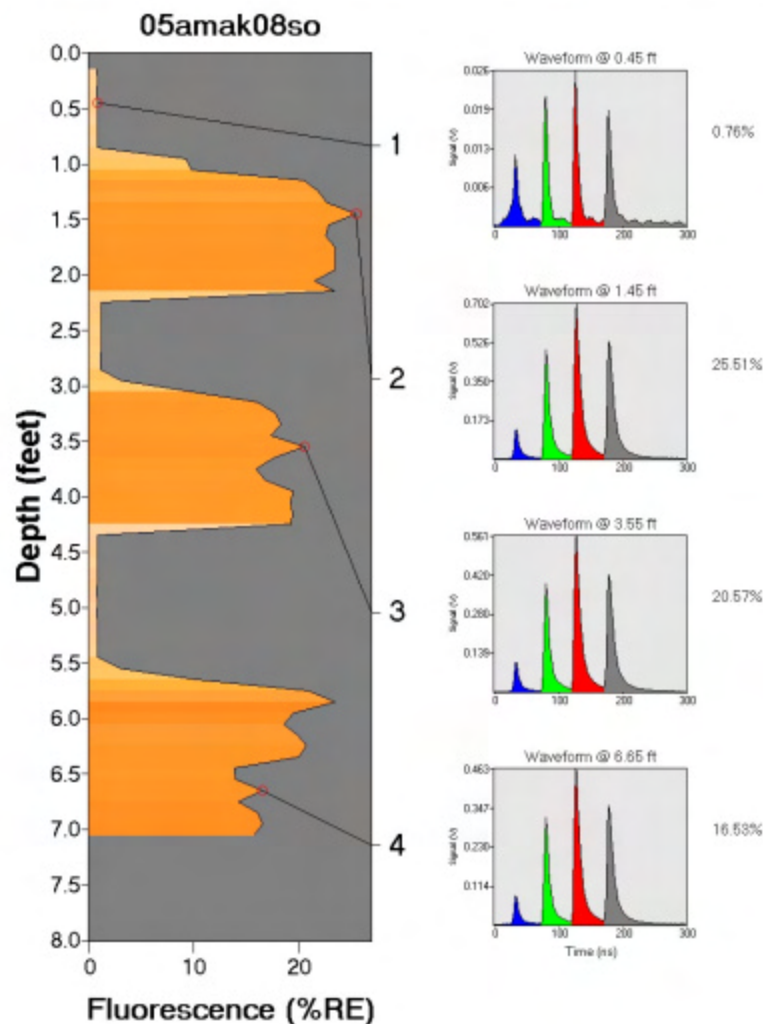 05amak08so
Depth (feet)
0.0
0.5
1.0
1.5
2.0
2.5
3.0
3.5
4.0
4.5
5.0
5.5
6.0
6.5
7.0
7.5
8.0
0 10 20
Fluorescence (%RE)
1
2
3
4
Waveform @ 0.45 ft
Signal (V)
0.026
0.019
0.013
0.006
0 100 200 300
0.76%
Waveform @ 1.45 ft
Signal (V)
0.702
0.526
0.350
0.173
0 100 200 300
25.51%
Waveform @ 3.55 ft
Signal (V)
0.561
0.420
0.280
0.139
0 100 200 300
20.57%
Waveform @ 6.65 ft
Signal (V)
0.463
0.347
0.230
0.114
0 100 200 300
Time (ns)
16.53%